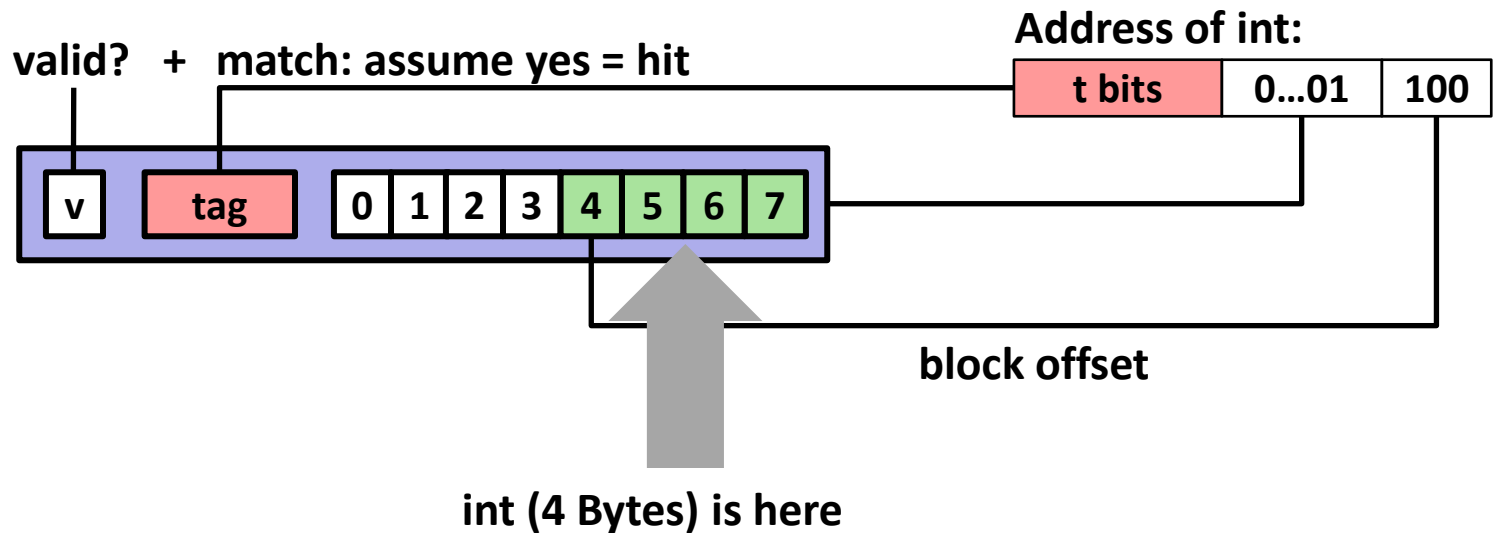 Address of int:
valid? + match: assume yes = hit
t bits 0...01 100
v tag 0 1 2 3 4 5 6 7
block offset
int (4 Bytes) is here